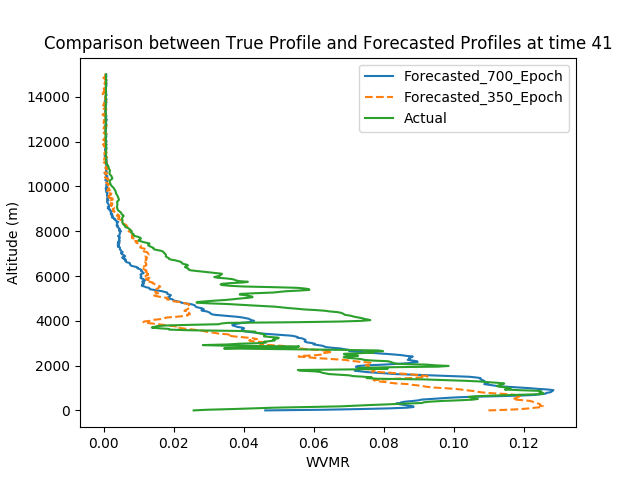 Comparison between True Profile and Forecasted Profiles at time 41
Forecasted_700_Epoch
Forecasted_350_Epoch
Actual
Altitude (m)
14000
12000
10000
8000
6000
4000
2000
0
0.00 0.02 0.04 0.06 0.08 0.10 0.12
WVMR